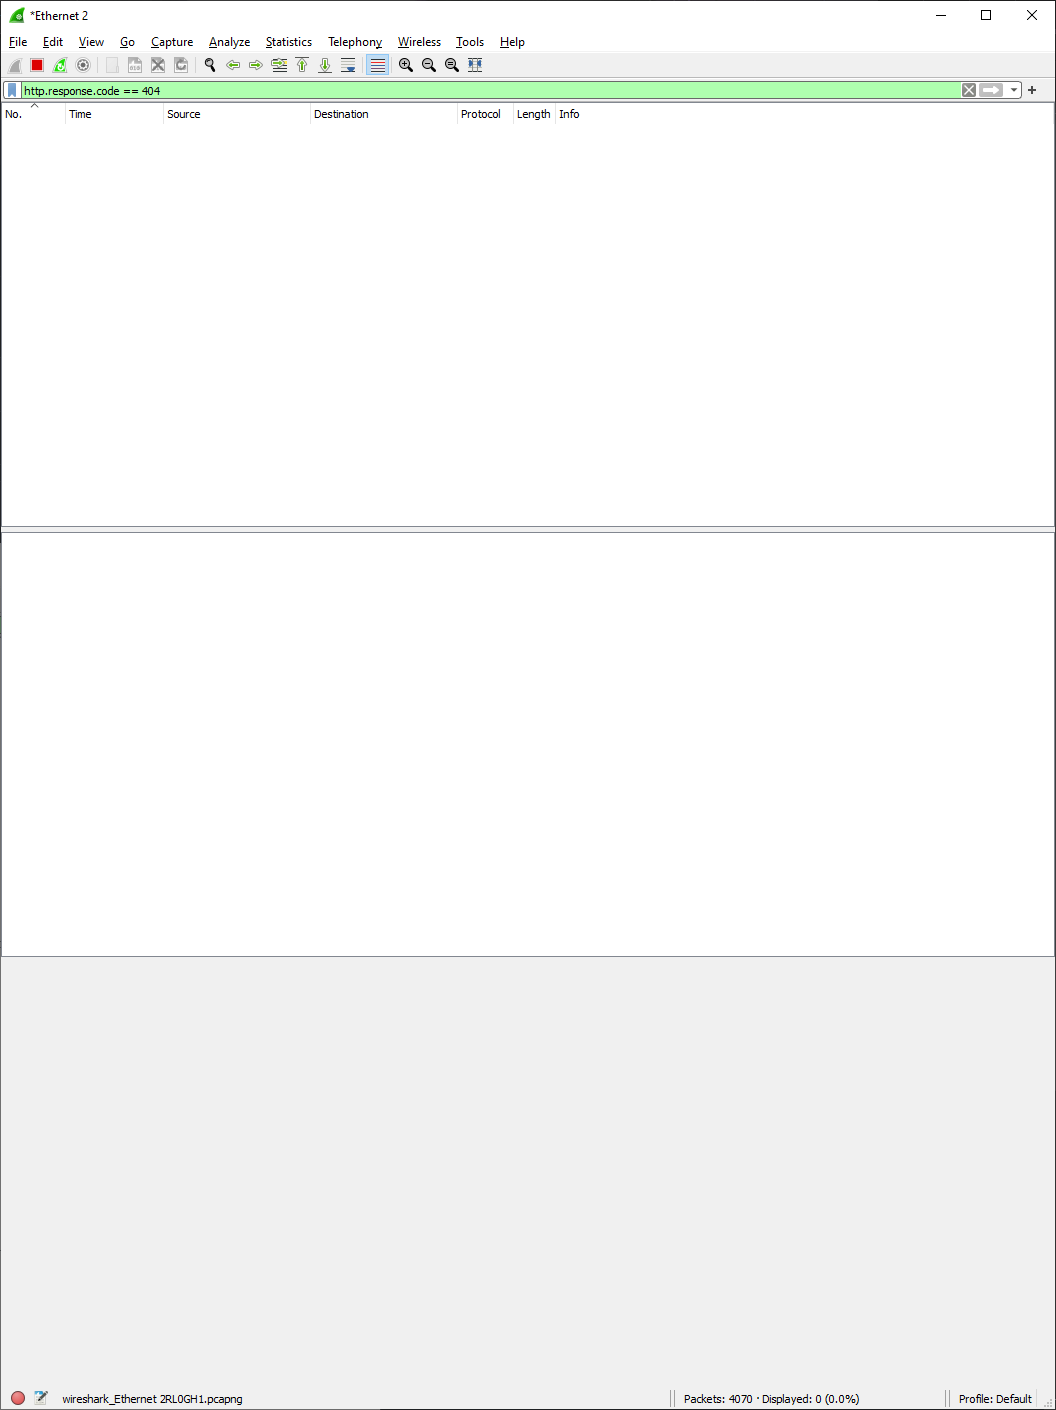 *Ethernet 2
File Edit View Go Capture Analyze Statistics Telephony Wireless Tools Help
http.response.code == 404
No. Time Source Destination Protocol Length Info
wireshark_Ethernet 2RL0GH1.pcapng Packets: 4070 · Displayed: 0 (0.0%) Profile: Default